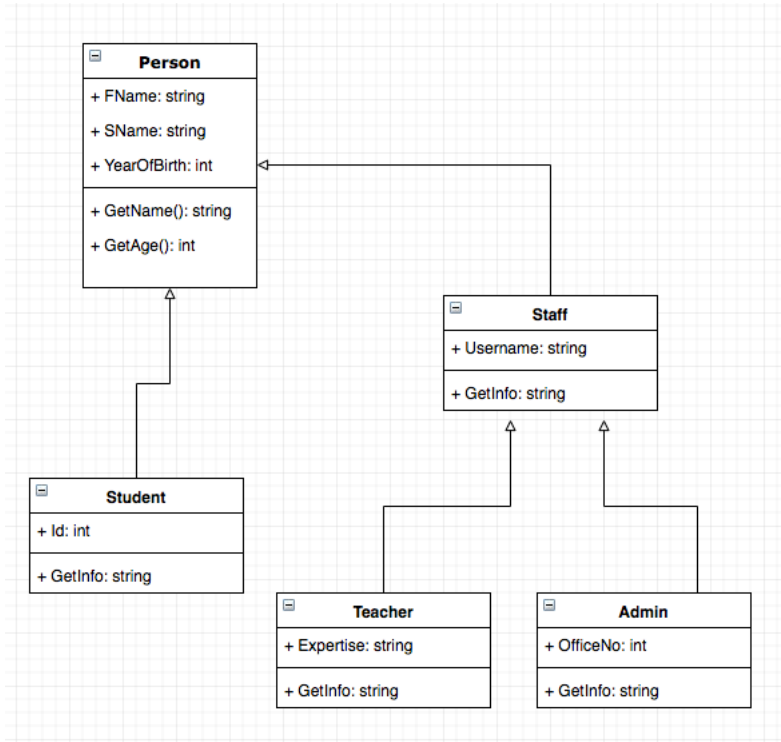 Person
+ FName: string
+ SName: string
+ YearOfBirth: int
+ GetName(): string
+ GetAge(): int
Staff
+ Username: string
+ GetInfo: string
Student
+ Id: int
+ GetInfo: string
Teacher
+ Expertise: string
+ GetInfo: string
Admin
+ OfficeNo: int
+ GetInfo: string